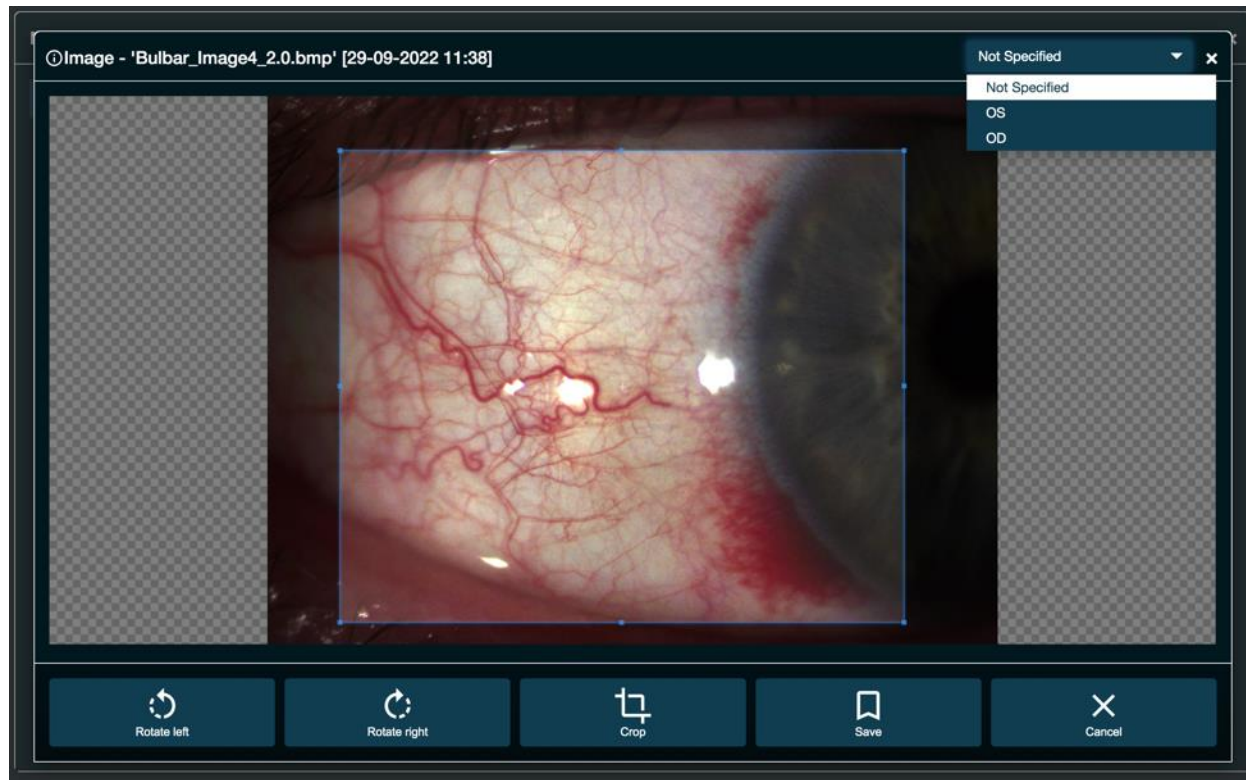 Image - 'Bulbar_Image4_2.0.bmp' [29-09-2022 11:38]
Not Specified
Not Specified
OS
OD
Rotate left
Rotate right
Crop
Save
Cancel